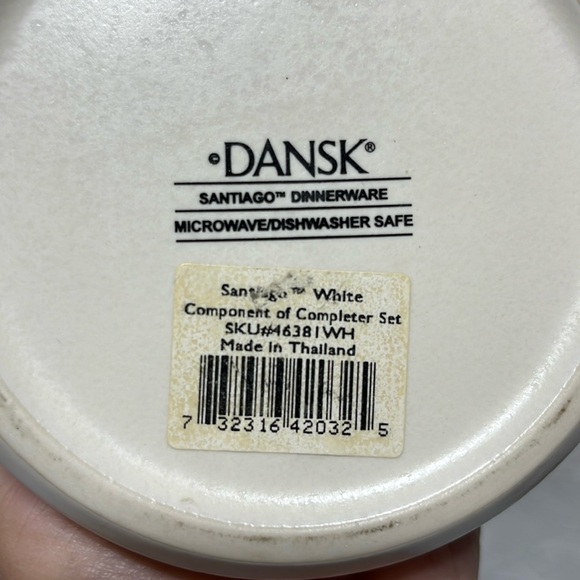 ©DANSK®
SANTIAGO™ DINNERWARE
MICROWAVE/DISHWASHER SAFE
Santiago™ White
Component of Completer Set
SKU#46381WH
Made In Thailand
7 32316 42032 5